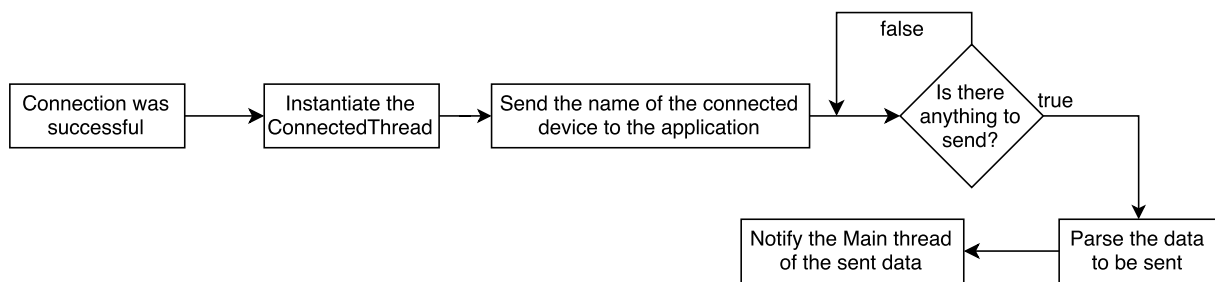 Connection was
successful
Instantiate the
ConnectedThread
Send the name of the connected
device to the application
false
Is there
anything to
send?
true
Parse the data
to be sent
Notify the Main thread
of the sent data